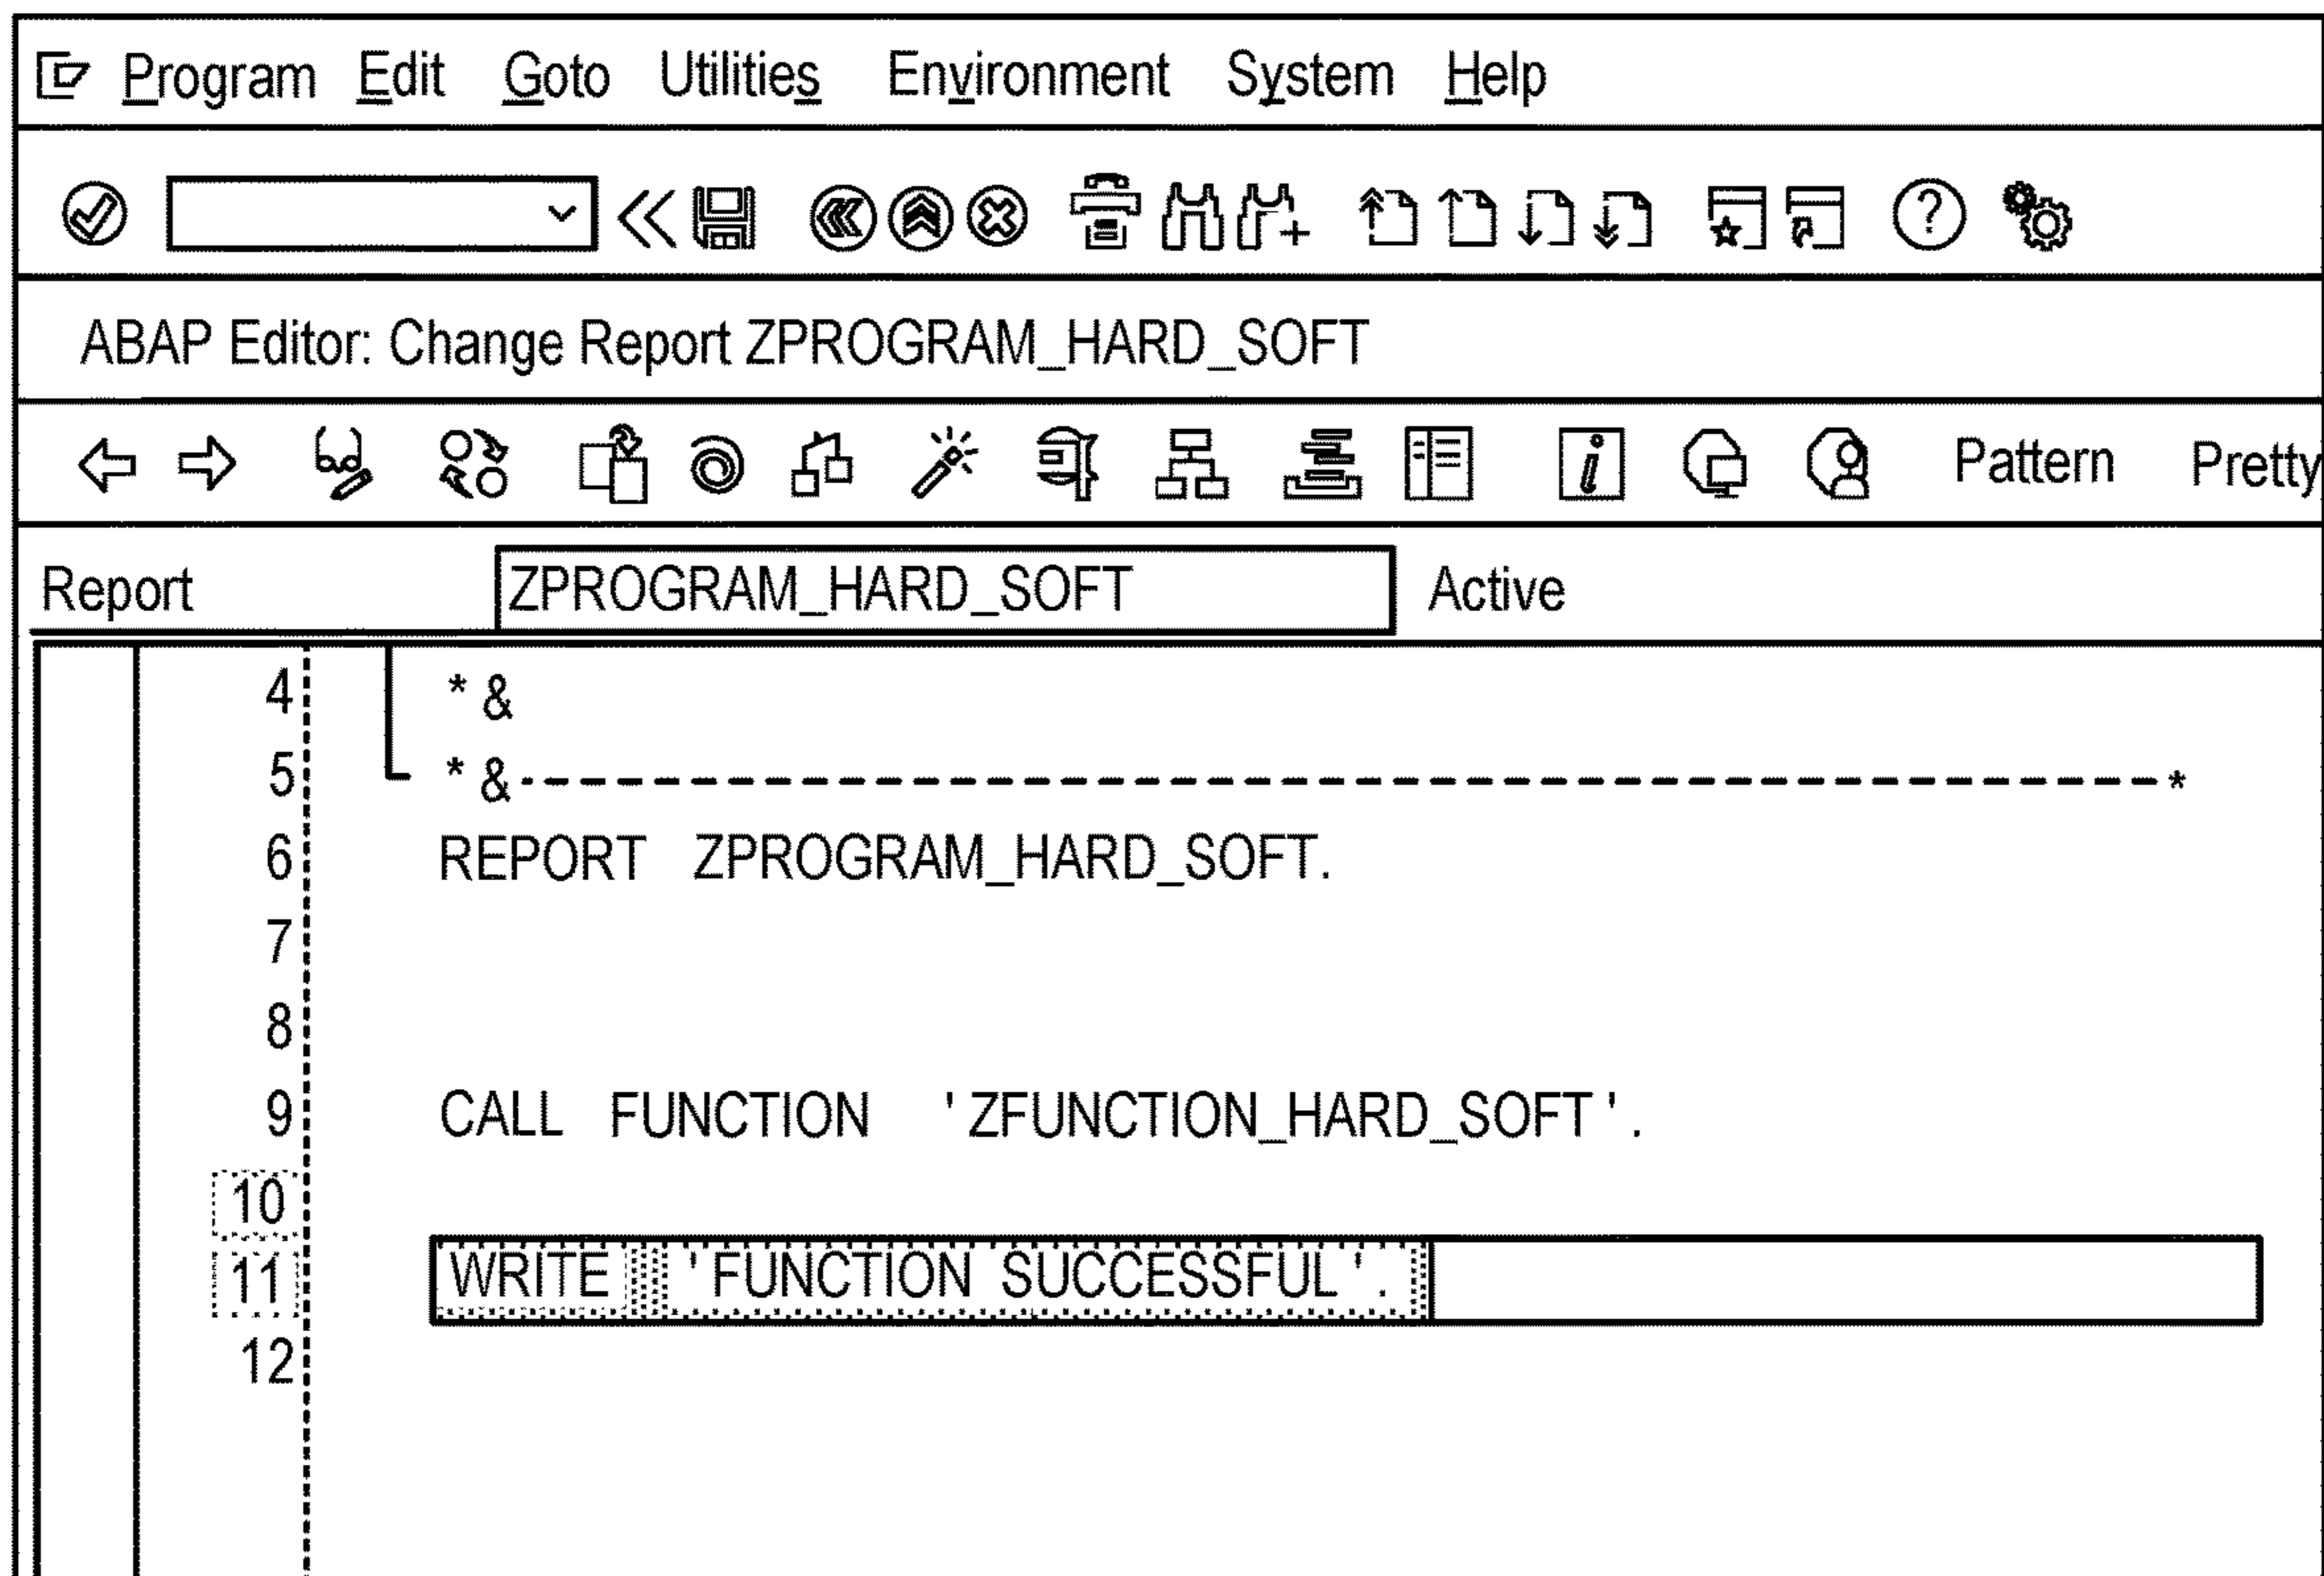 Program Edit Goto Utilities Environment System Help
ABAP Editor: Change Report ZPROGRAM_HARD_SOFT
Pattern Pretty
Report ZPROGRAM_HARD_SOFT Active
4 * &
5 * & - - - - - - - - - - - - - - - - - - - - - - - - - - - - - - - - - - - - *
6 REPORT ZPROGRAM_HARD_SOFT.
7
8
9 CALL FUNCTION 'ZFUNCTION_HARD_SOFT'.
10
11 WRITE 'FUNCTION SUCCESSFUL'.
12